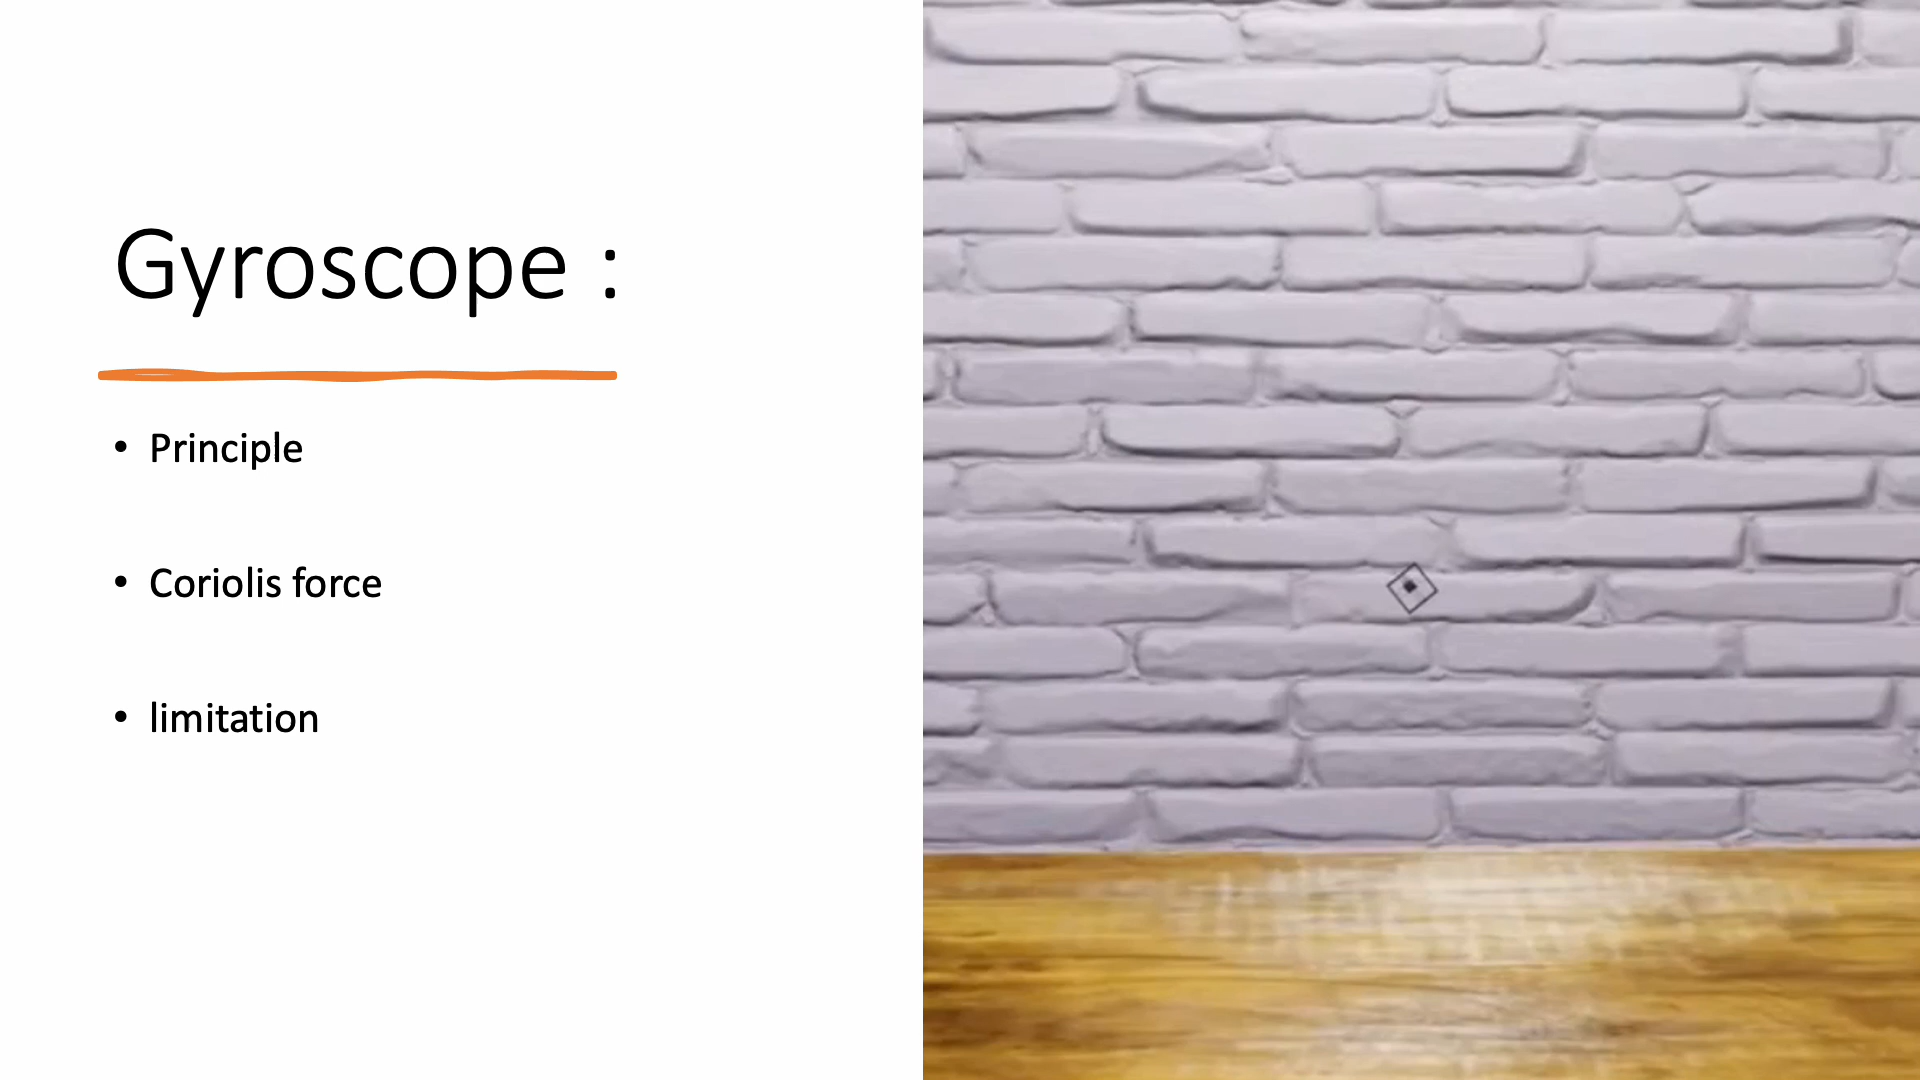 Gyroscope :
• Principle
• Coriolis force
• limitation